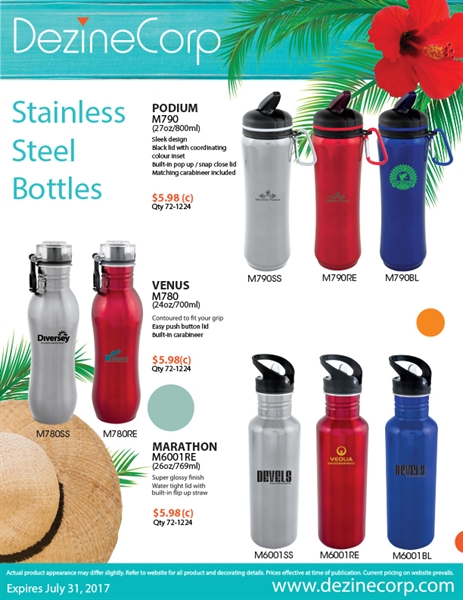 DezineCorp
Stainless
Steel
Bottles
PODIUM
M790
(27oz/800ml)
Sleek design
Black lid with coordinating
colour inset
Built-in pop up / snap close lid
Matching carabineer included
$5.98 (c)
Qty 72-1224
M790SS
M790RE
M790BL
VENUS
M780
(24oz/700ml)
Contoured to fit your grip
Easy push button lid
Built-in carabineer
$5.98(c)
Qty 72-1224
Diversey
M780SS
M780RE
MARATHON
M6001RE
(26oz/769ml)
Super glossy finish
Water tight lid with
built-in flip up straw
$5.98(c)
Qty 72-1224
DEVELS
VEOLIA
DEVELS
M6001SS
M6001RE
M6001BL
Actual product appearance may differ slightly. Refer to website for all product and decorating details. Prices effective at time of publication. Current pricing on website prevails.
Expires July 31, 2017
www.dezinecorp.com